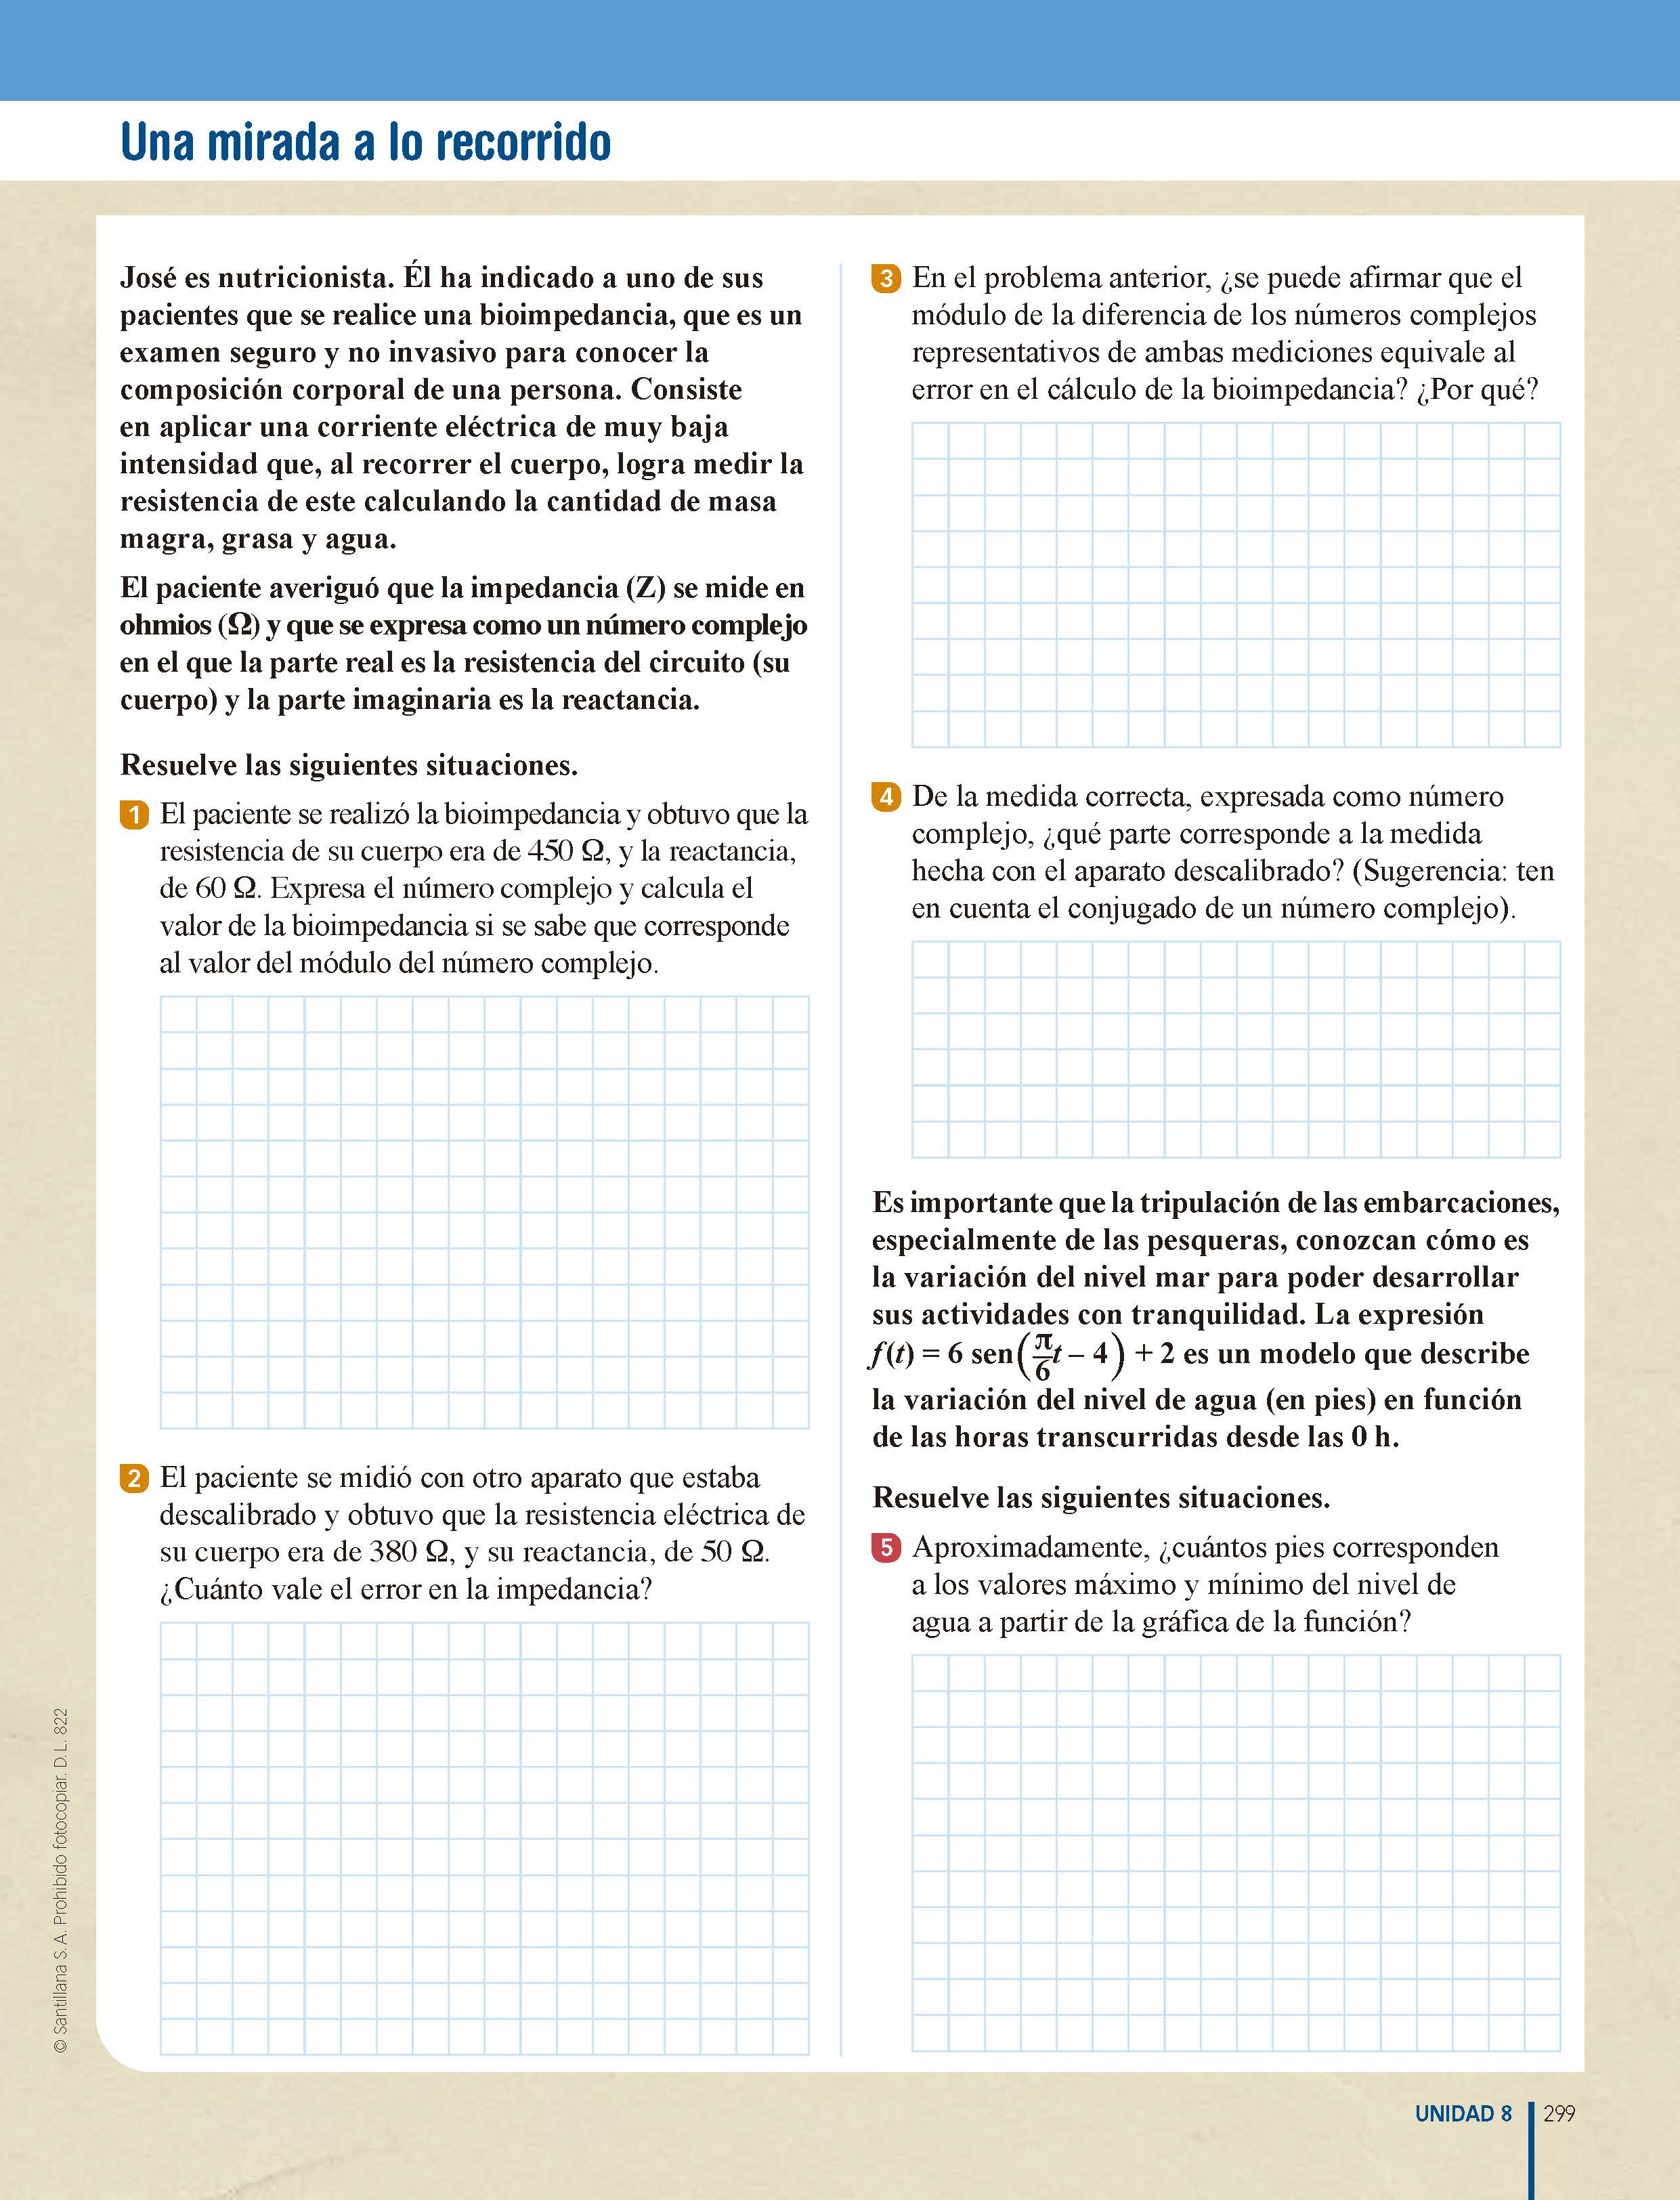 Una mirada a lo recorrido
José es nutricionista. Él ha indicado a uno de sus
pacientes que se realice una bioimpedancia, que es un
examen seguro y no invasivo para conocer la
composición corporal de una persona. Consiste
en aplicar una corriente eléctrica de muy baja
intensidad que, al recorrer el cuerpo, logra medir la
resistencia de este calculando la cantidad de masa
magra, grasa y agua.
El paciente averiguó que la impedancia (Z) se mide en
ohmios (Ω) y que se expresa como un número complejo
en el que la parte real es la resistencia del circuito (su
cuerpo) y la parte imaginaria es la reactancia.
Resuelve las siguientes situaciones.
1 El paciente se realizó la bioimpedancia y obtuvo que la
resistencia de su cuerpo era de 450 Ω, y la reactancia,
de 60 Ω. Expresa el número complejo y calcula el
valor de la bioimpedancia si se sabe que corresponde
al valor del módulo del número complejo.
2 El paciente se midió con otro aparato que estaba
descalibrado y obtuvo que la resistencia eléctrica de
su cuerpo era de 380 Ω, y su reactancia, de 50 Ω.
¿Cuánto vale el error en la impedancia?
3 En el problema anterior, ¿se puede afirmar que el
módulo de la diferencia de los números complejos
representativos de ambas mediciones equivale al
error en el cálculo de la bioimpedancia? ¿Por qué?
4 De la medida correcta, expresada como número
complejo, ¿qué parte corresponde a la medida
hecha con el aparato descalibrado? (Sugerencia: ten
en cuenta el conjugado de un número complejo).
Es importante que la tripulación de las embarcaciones,
especialmente de las pesqueras, conozcan cómo es
la variación del nivel mar para poder desarrollar
sus actividades con tranquilidad. La expresión
f(t) = 6 sen(π/6 t – 4) + 2 es un modelo que describe
la variación del nivel de agua (en pies) en función
de las horas transcurridas desde las 0 h.
Resuelve las siguientes situaciones.
5 Aproximadamente, ¿cuántos pies corresponden
a los valores máximo y mínimo del nivel de
agua a partir de la gráfica de la función?
© Santillana S. A. Prohibido fotocopiar. D. L. 822
UNIDAD 8 299